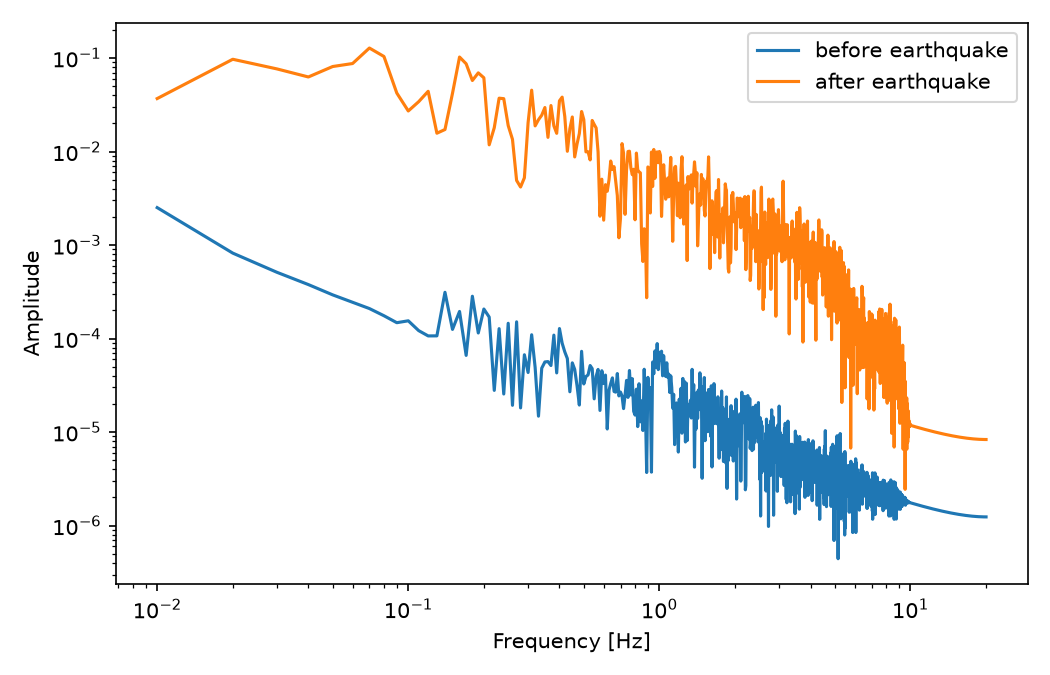 before earthquake
after earthquake
10⁻¹
10⁻²
10⁻³
10⁻⁴
10⁻⁵
10⁻⁶
Amplitude
10⁻² 10⁻¹ 10⁰ 10¹
Frequency [Hz]